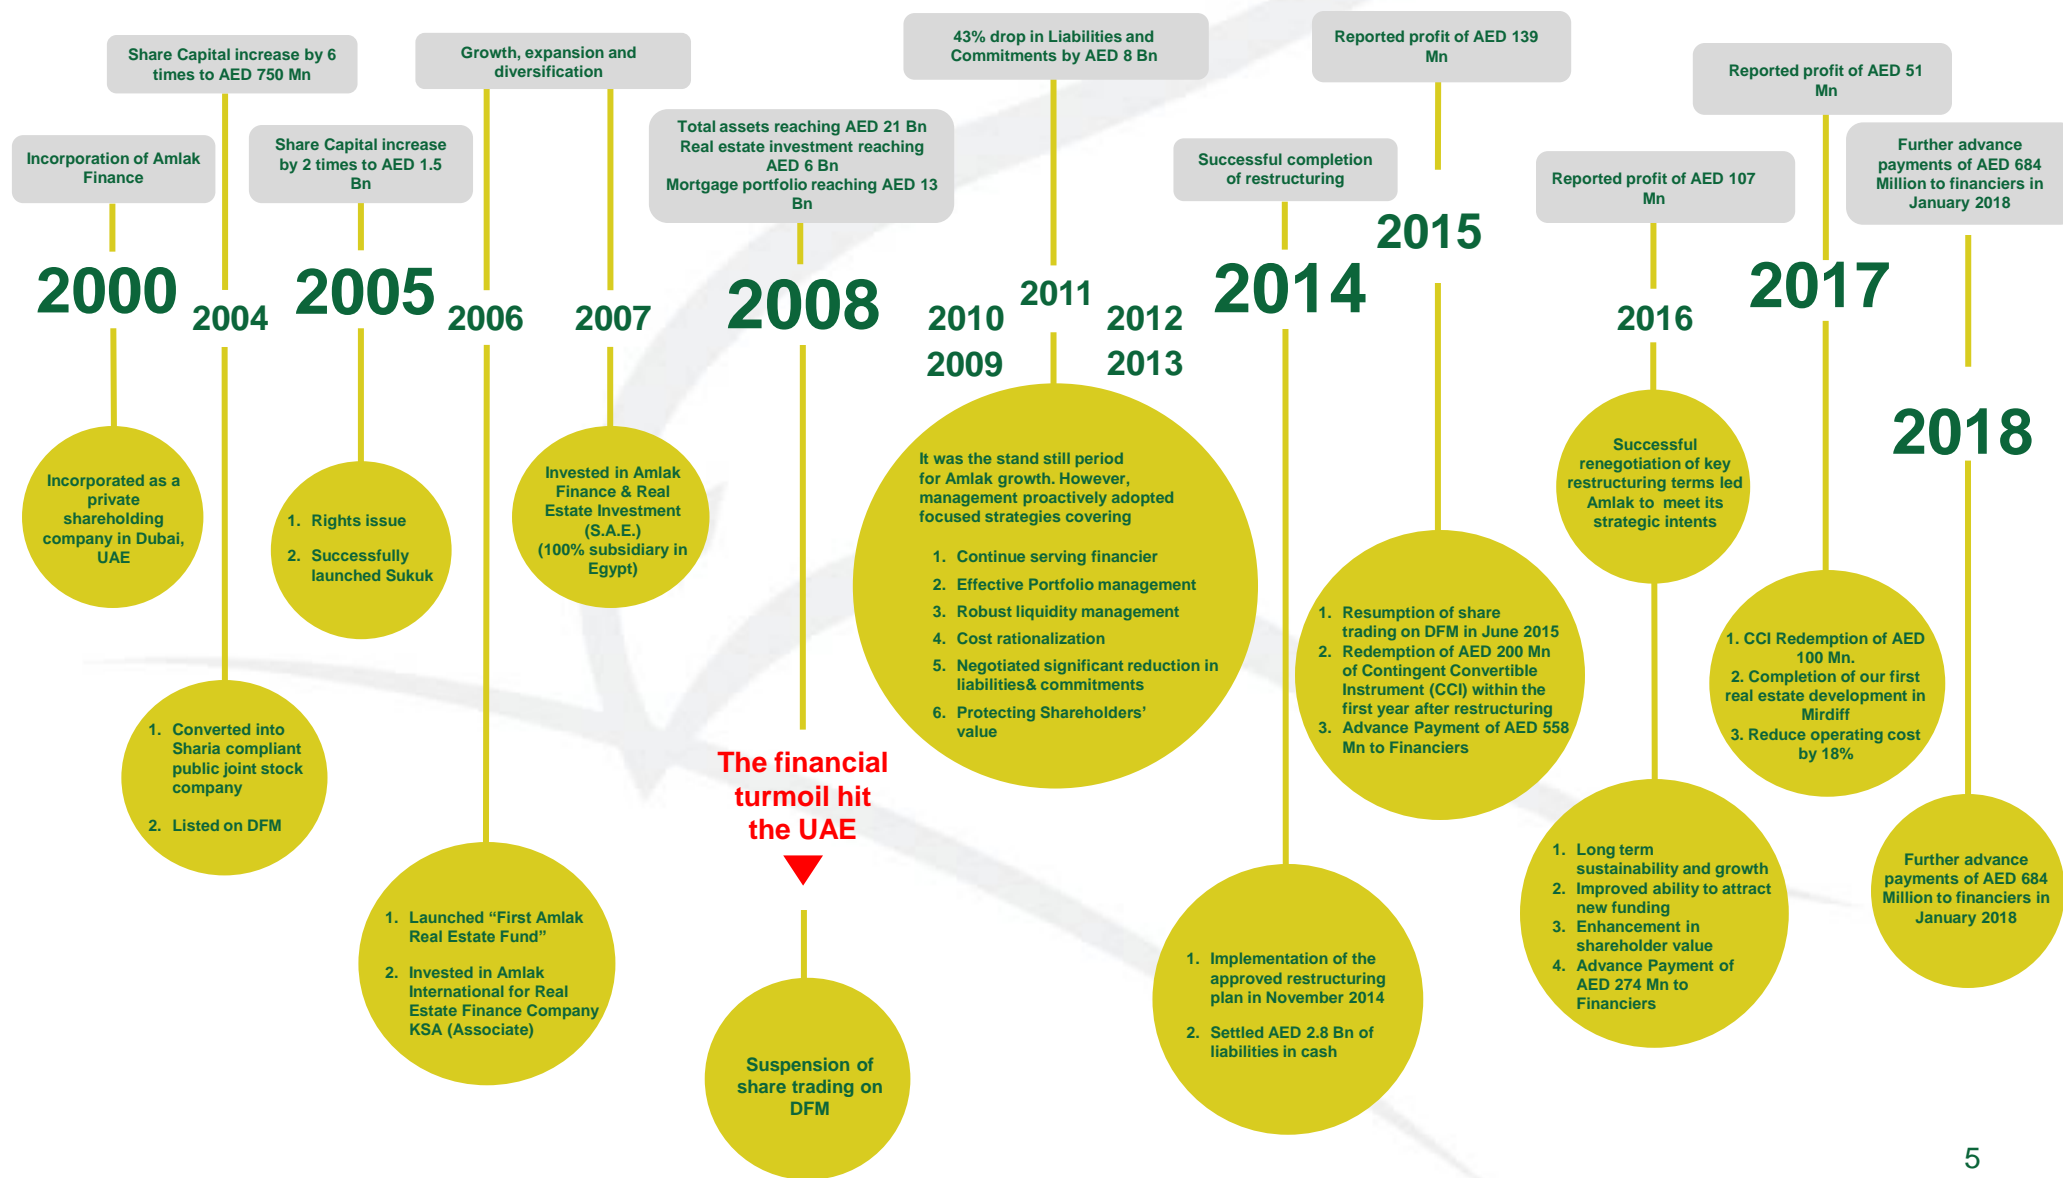 Incorporation of Amlak
Finance
2000
Incorporated as a
private
shareholding
company in Dubai,
UAE
Share Capital increase by 6
times to AED 750 Mn
2004
1. Converted into
Sharia compliant
public joint stock
company
2. Listed on DFM
Share Capital increase
by 2 times to AED 1.5
Bn
2005
1. Rights issue
2. Successfully
launched Sukuk
Growth, expansion and
diversification
2006
1. Launched “First Amlak
Real Estate Fund”
2. Invested in Amlak
International for Real
Estate Finance Company
KSA (Associate)
2007
Invested in Amlak
Finance & Real
Estate Investment
(S.A.E.)
(100% subsidiary in
Egypt)
Total assets reaching AED 21 Bn
Real estate investment reaching
AED 6 Bn
Mortgage portfolio reaching AED 13
Bn
2008
The financial
turmoil hit
the UAE
Suspension of
share trading on
DFM
43% drop in Liabilities and
Commitments by AED 8 Bn
2009
2010
2011
2012
2013
It was the stand still period
for Amlak growth. However,
management proactively adopted
focused strategies covering
1. Continue serving financier
2. Effective Portfolio management
3. Robust liquidity management
4. Cost rationalization
5. Negotiated significant reduction in
liabilities& commitments
6. Protecting Shareholders’
value
Successful completion
of restructuring
2014
1. Implementation of the
approved restructuring
plan in November 2014
2. Settled AED 2.8 Bn of
liabilities in cash
Reported profit of AED 139
Mn
2015
1. Resumption of share
trading on DFM in June 2015
2. Redemption of AED 200 Mn
of Contingent Convertible
Instrument (CCI) within the
first year after restructuring
3. Advance Payment of AED 558
Mn to Financiers
Reported profit of AED 107
Mn
2016
Successful
renegotiation of key
restructuring terms led
Amlak to meet its
strategic intents
1. Long term
sustainability and growth
2. Improved ability to attract
new funding
3. Enhancement in
shareholder value
4. Advance Payment of
AED 274 Mn to
Financiers
Reported profit of AED 51
Mn
2017
1. CCI Redemption of AED
100 Mn.
2. Completion of our first
real estate development in
Mirdiff
3. Reduce operating cost
by 18%
Further advance
payments of AED 684
Million to financiers in
January 2018
2018
Further advance
payments of AED 684
Million to financiers in
January 2018
5